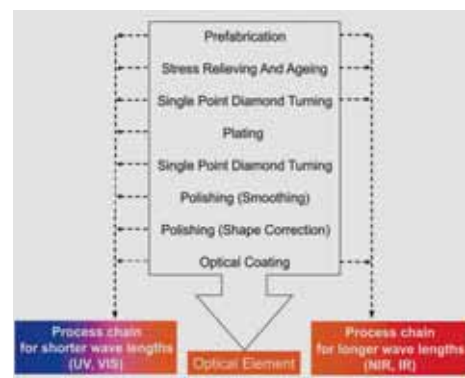 Prefabrication
Stress Relieving And Ageing
Single Point Diamond Turning
Plating
Single Point Diamond Turning
Polishing (Smoothing)
Polishing (Shape Correction)
Optical Coating
Process chain
for shorter wave lengths
(UV, VIS)
Optical Element
Process chain
for longer wave lengths
(NIR, IR)